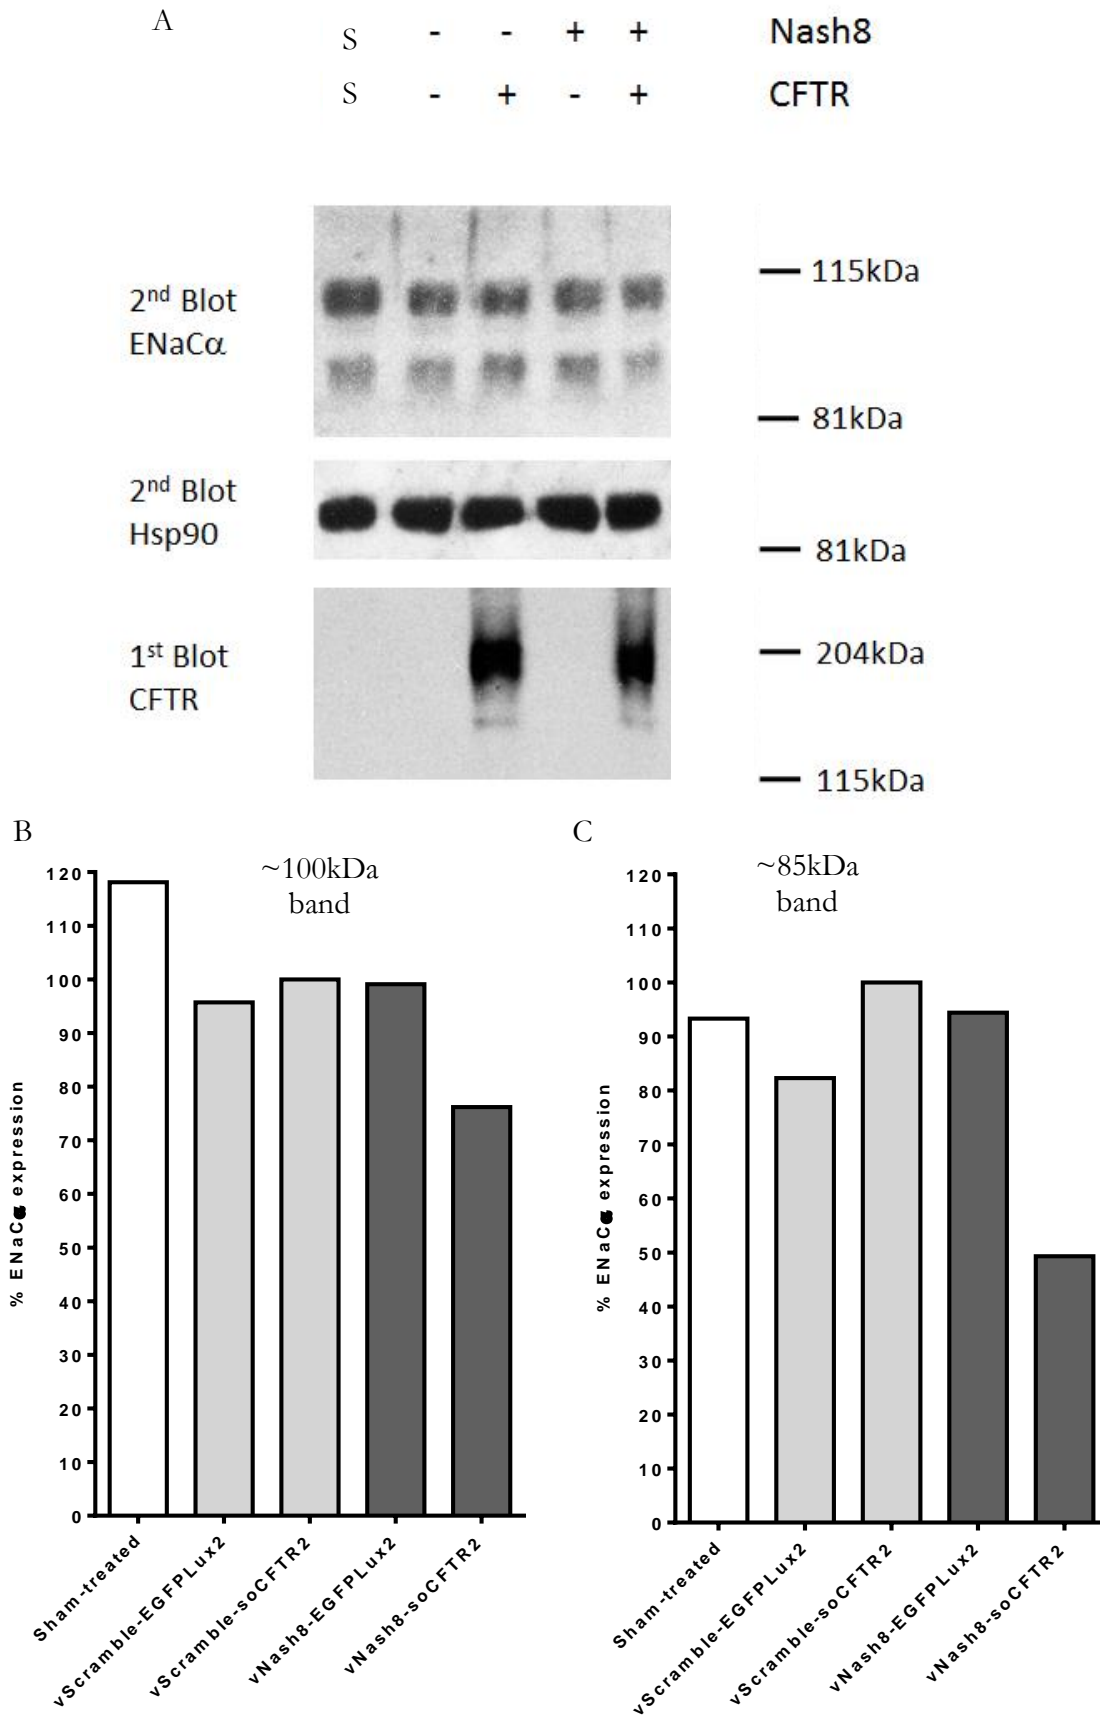 A
S - - + + Nash8
S - + - + CFTR
2nd Blot
ENaCα
115kDa
81kDa
2nd Blot
Hsp90
81kDa
1st Blot
CFTR
204kDa
115kDa
B
~100kDa
band
% ENaCα expression
120
110
100
90
80
70
60
50
40
30
20
10
0
Sham-treated
vScramble-EGFPLux2
vScramble-soCFTR2
vNash8-EGFPLux2
vNash8-soCFTR2
C
~85kDa
band
% ENaCα expression
120
110
100
90
80
70
60
50
40
30
20
10
0
Sham-treated
vScramble-EGFPLux2
vScramble-soCFTR2
vNash8-EGFPLux2
vNash8-soCFTR2